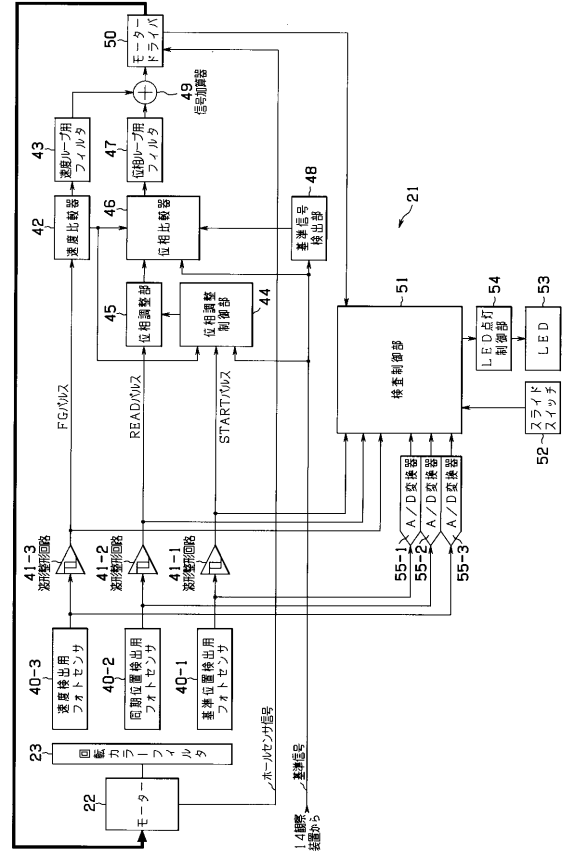 モーター
22
回転カラーフィルタ
23
速度検出用
フォトセンサ
40-3
同期位置検出用
フォトセンサ
40-2
基準位置検出用
フォトセンサ
40-1
41-3
波形整形回路
41-2
波形整形回路
41-1
波形整形回路
FGパルス
READパルス
STARTパルス
ホールセンサ信号
基準信号
14観察
装置から
42
速度比較器
43
速度ループ用
フィルタ
45
位相調整部
位相調整
制御部
44
46
位相比較器
47
位相ループ用
フィルタ
基準信号
検出部
48
49
信号加算器
50
モーター
ドライバ
21
検査制御部
51
A/D変換器
55-1
A/D変換器
55-2
A/D変換器
55-3
スライド
スイッチ
52
LED点灯
制御部
54
LED
53